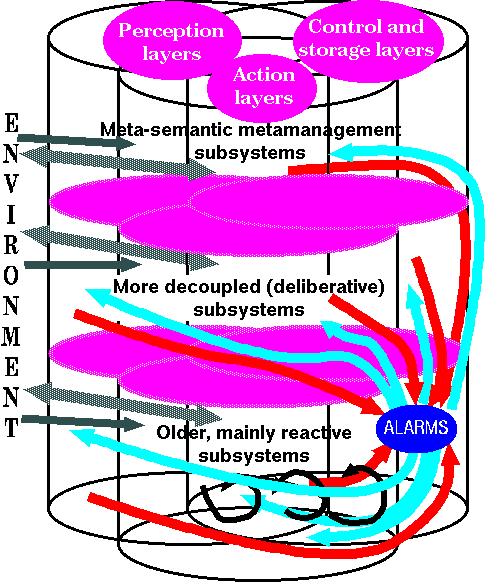 Perception
layers
Control and
storage layers
Action
layers
ENVIRONMENT
Meta-semantic metamanagement
subsystems
More decoupled (deliberative)
subsystems
Older, mainly reactive
subsystems
ALARMS